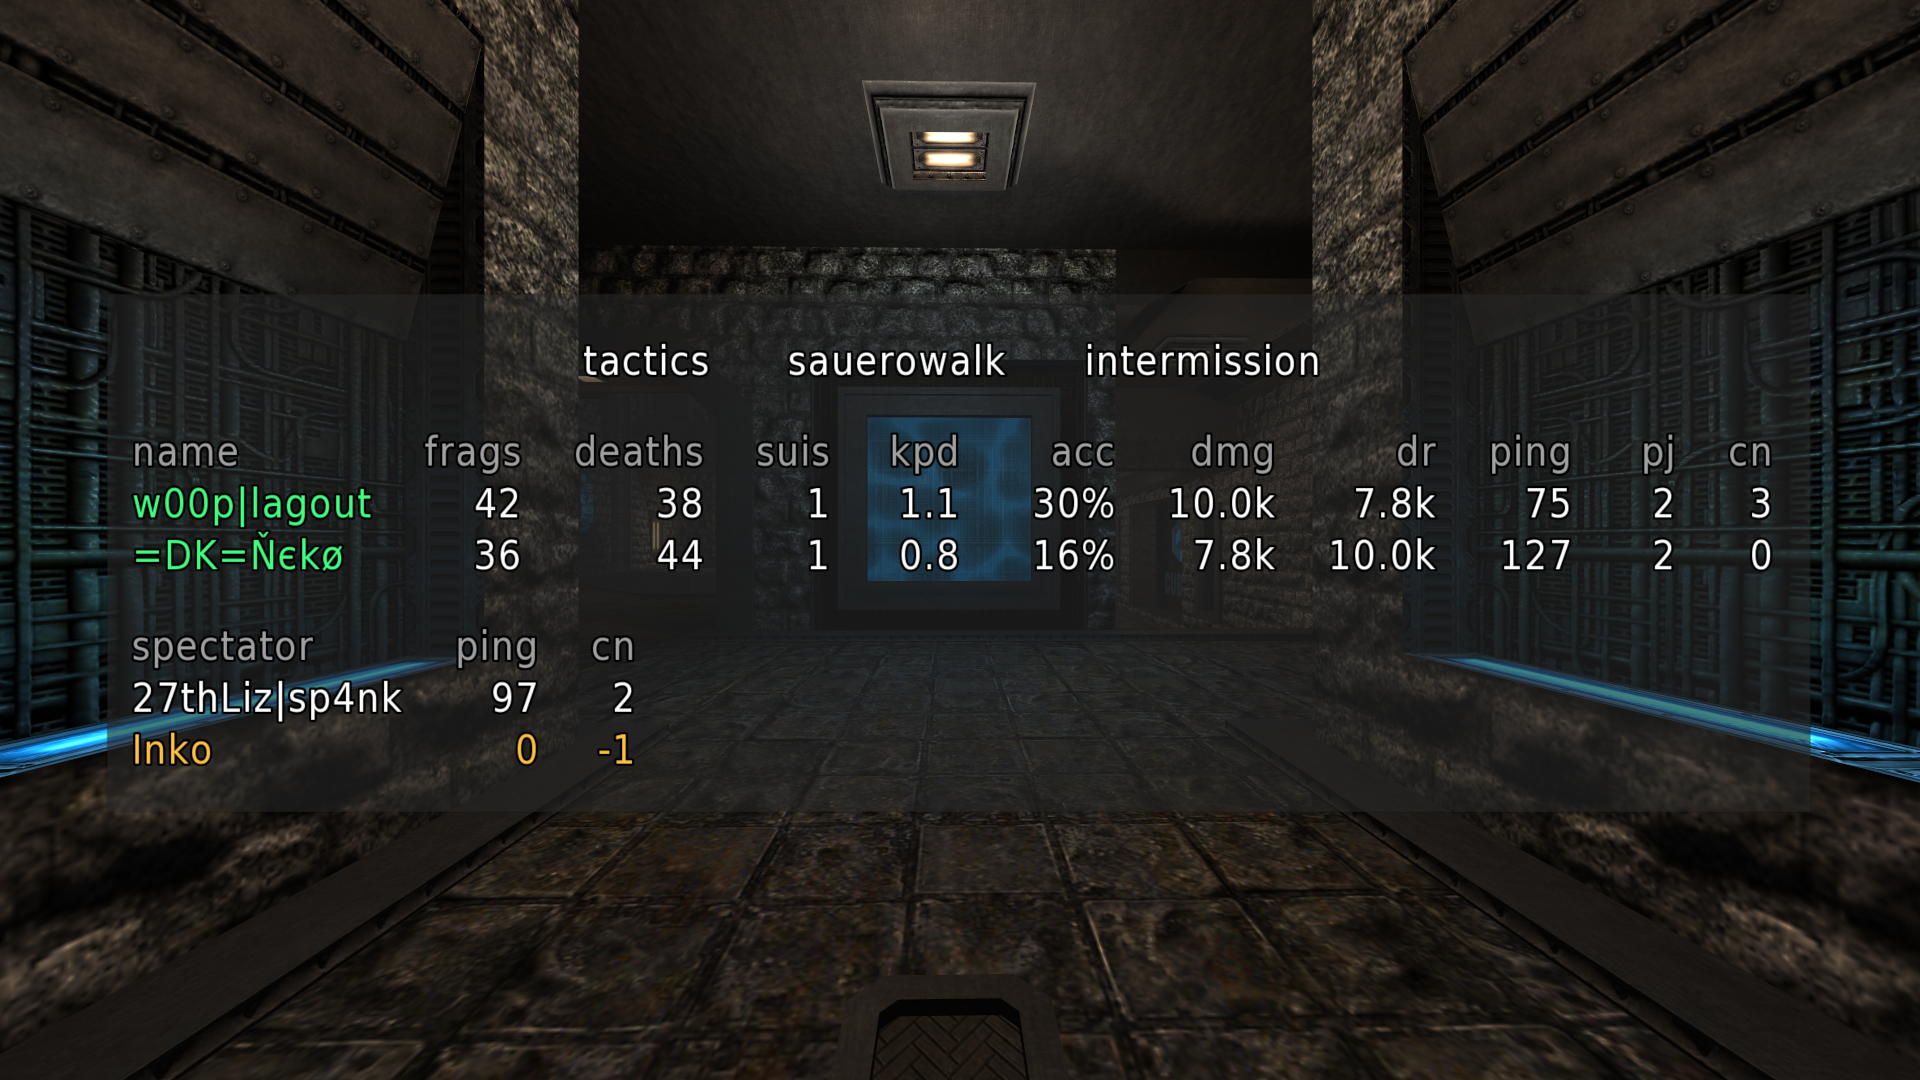 tactics sauerowalk intermission
name frags deaths suis kpd acc dmg dr ping pj cn
w00p|lagout 42 38 1 1.1 30% 10.0k 7.8k 75 2 3
=DK=Ňєkø 36 44 1 0.8 16% 7.8k 10.0k 127 2 0
spectator ping cn
27thLiz|sp4nk 97 2
Inko 0 -1